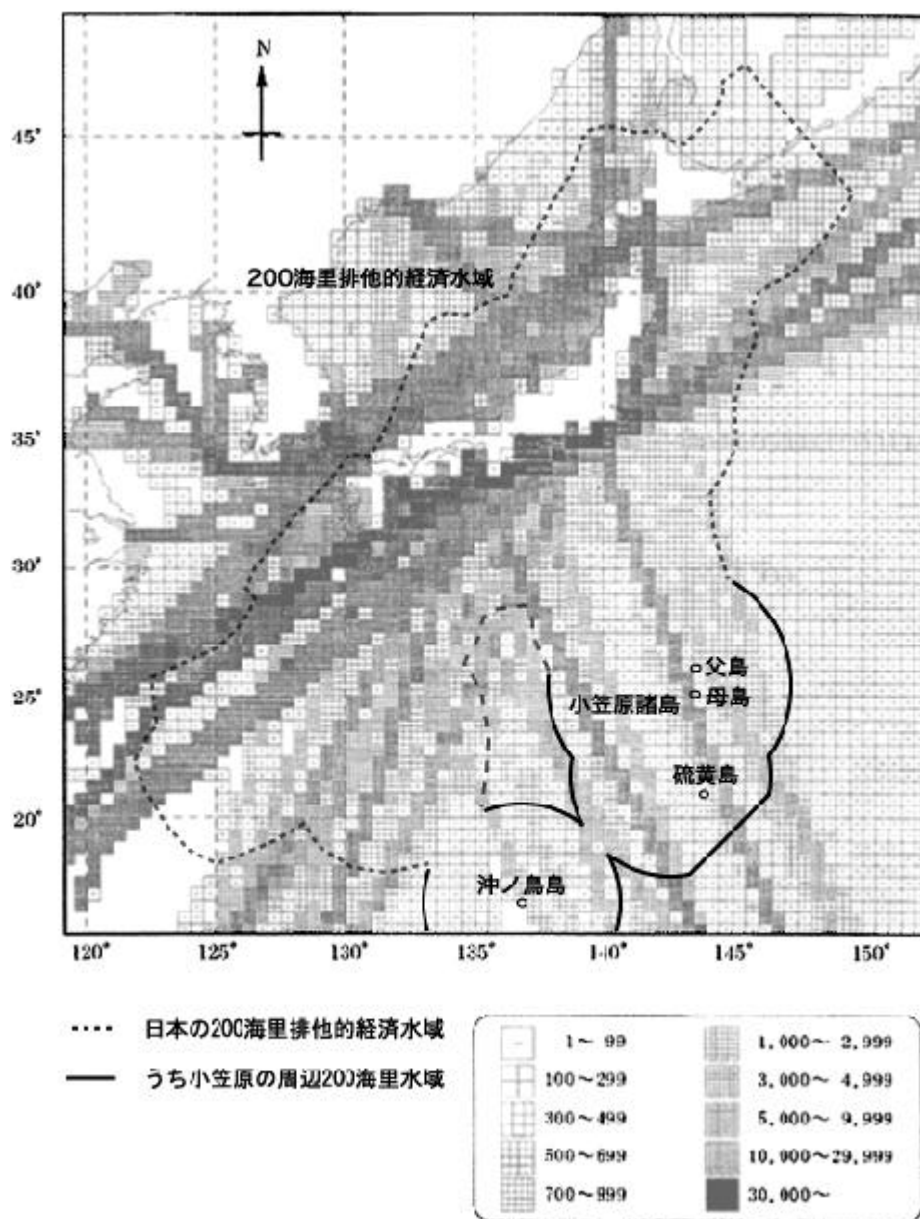 N
45°
40°
35°
30°
25°
20°
200海里排他的経済水域
父島
母島
小笠原諸島
硫黄島
沖ノ鳥島
120° 125° 130° 135° 140° 145° 150°
日本の200海里排他的経済水域
うち小笠原の周辺200海里水域
1～ 99
100～299
300～499
500～699
700～999
1,000～ 2,999
3,000～ 4,999
5,000～ 9,999
10,000～29,999
30,000～